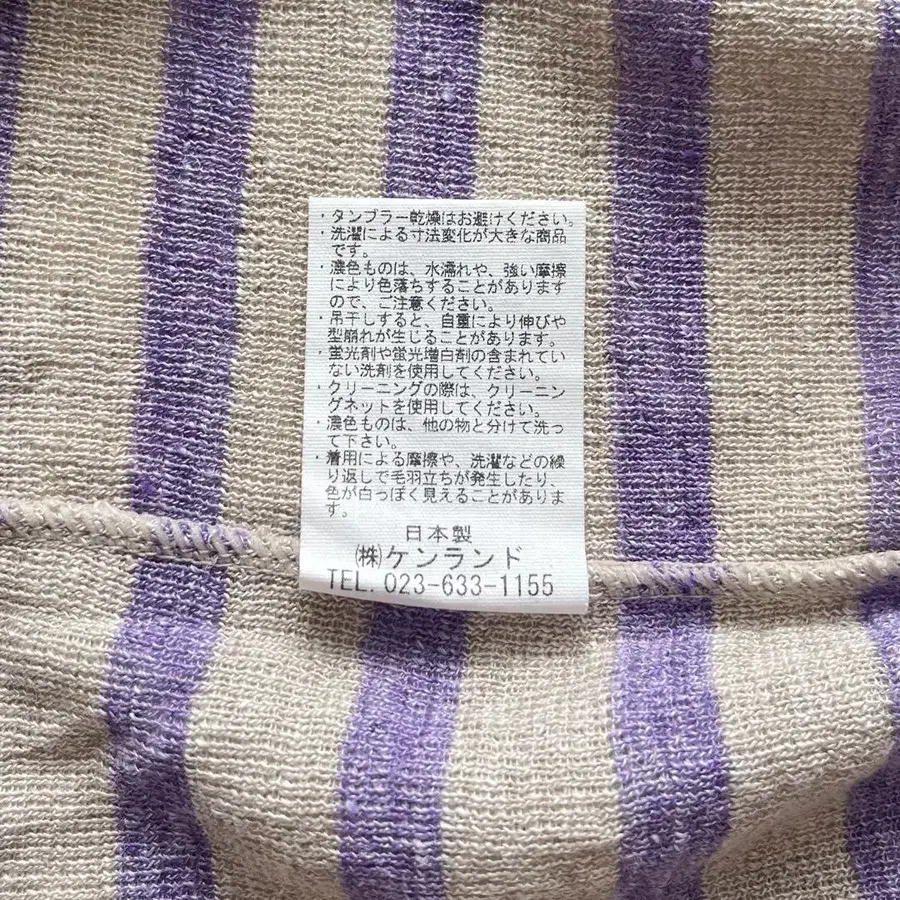 ・タンブラー乾燥はお避けください。
・洗濯による寸法変化が大きな商品
です。
・濃色ものは、水濡れや、強い摩擦
により色落ちすることがあります
ので、ご注意ください。
・吊干しすると、自重により伸びや
型崩れが生じることがあります。
・蛍光剤や蛍光増白剤の含まれてい
ない洗剤を使用してください。
・クリーニングの際は、クリーニン
グネットを使用してください。
・濃色ものは、他の物と分けて洗っ
て下さい。
・着用による摩擦や、洗濯などの繰
り返しで毛羽立ちが発生したり、
色が白っぽく見えることがありま
す。
日本製
㈱ケンランド
TEL. 023-633-1155